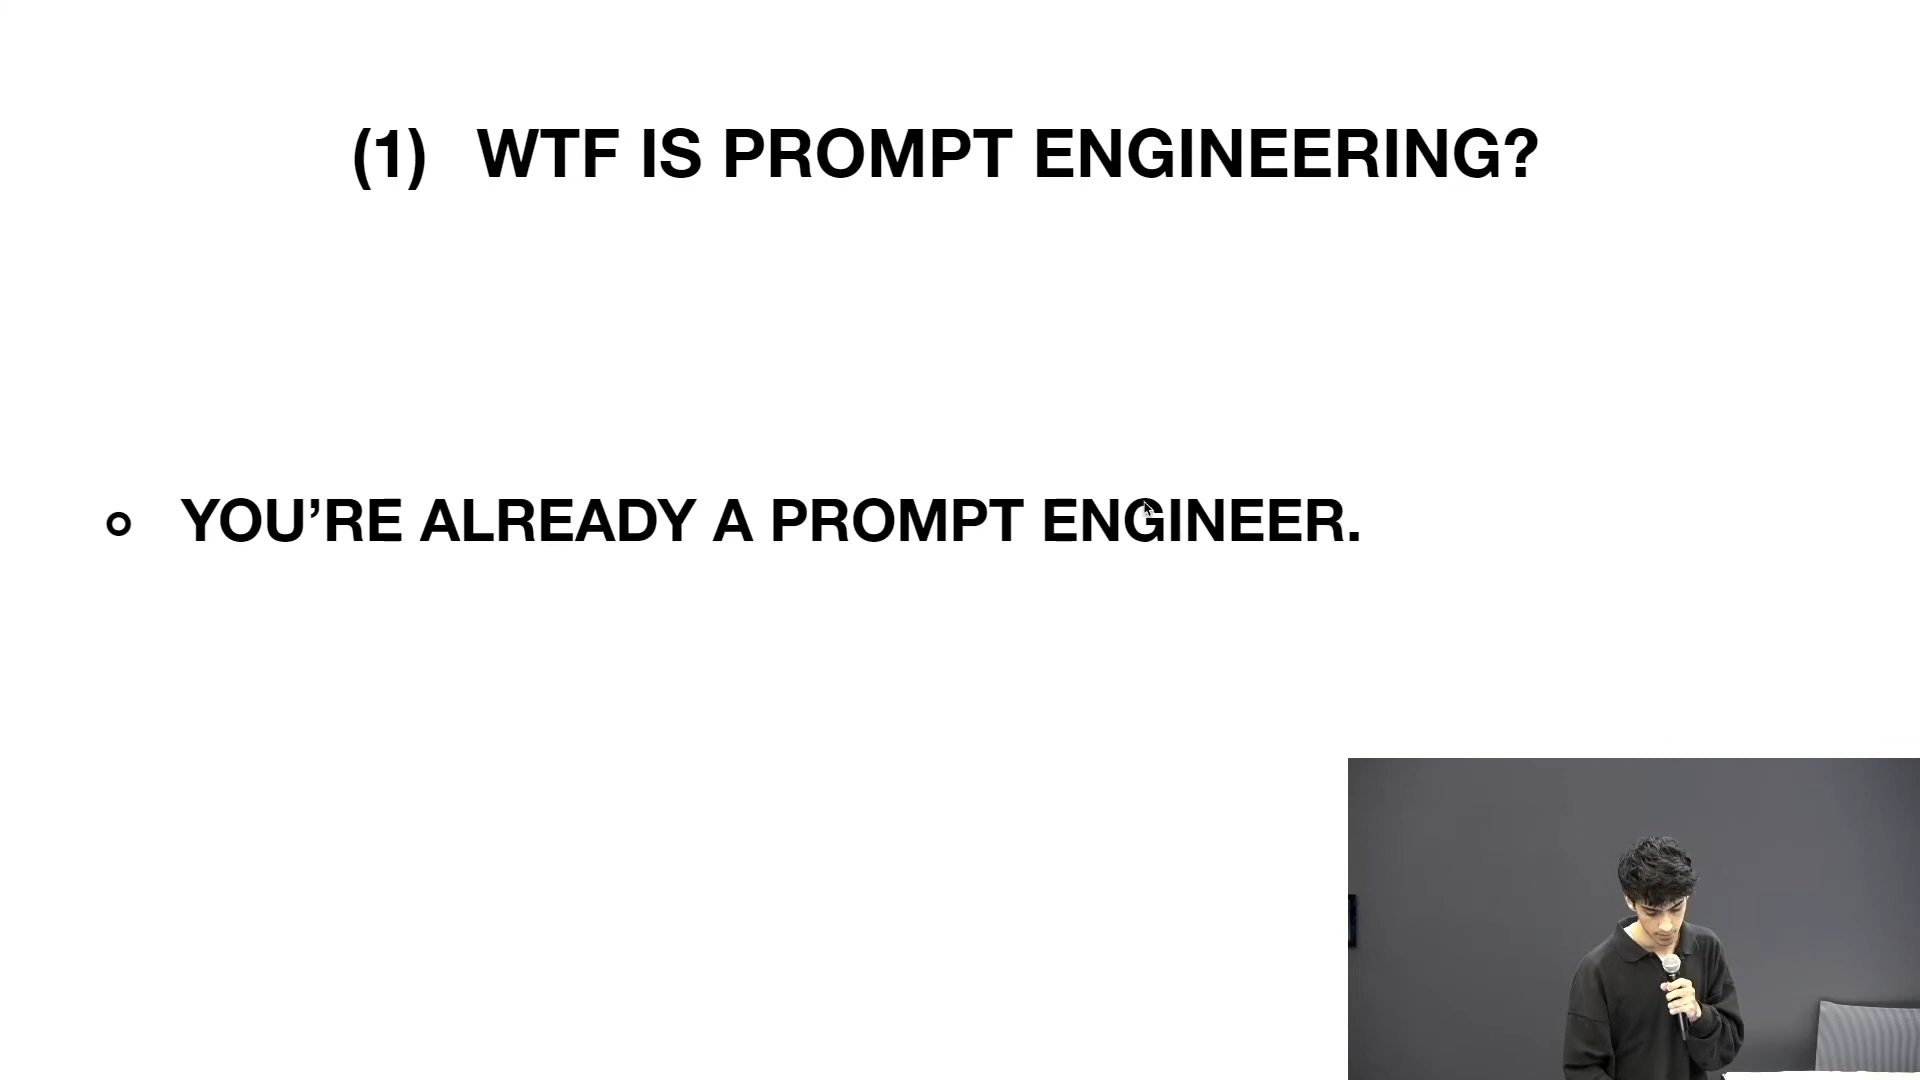 (1) WTF IS PROMPT ENGINEERING?
YOU’RE ALREADY A PROMPT ENGINEER.